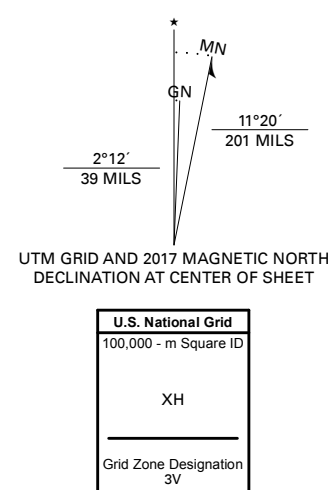 ★
MN
GN
11°20´
201 MILS
2°12´
39 MILS
UTM GRID AND 2017 MAGNETIC NORTH
DECLINATION AT CENTER OF SHEET
U.S. National Grid
100,000 - m Square ID
XH
Grid Zone Designation
3V